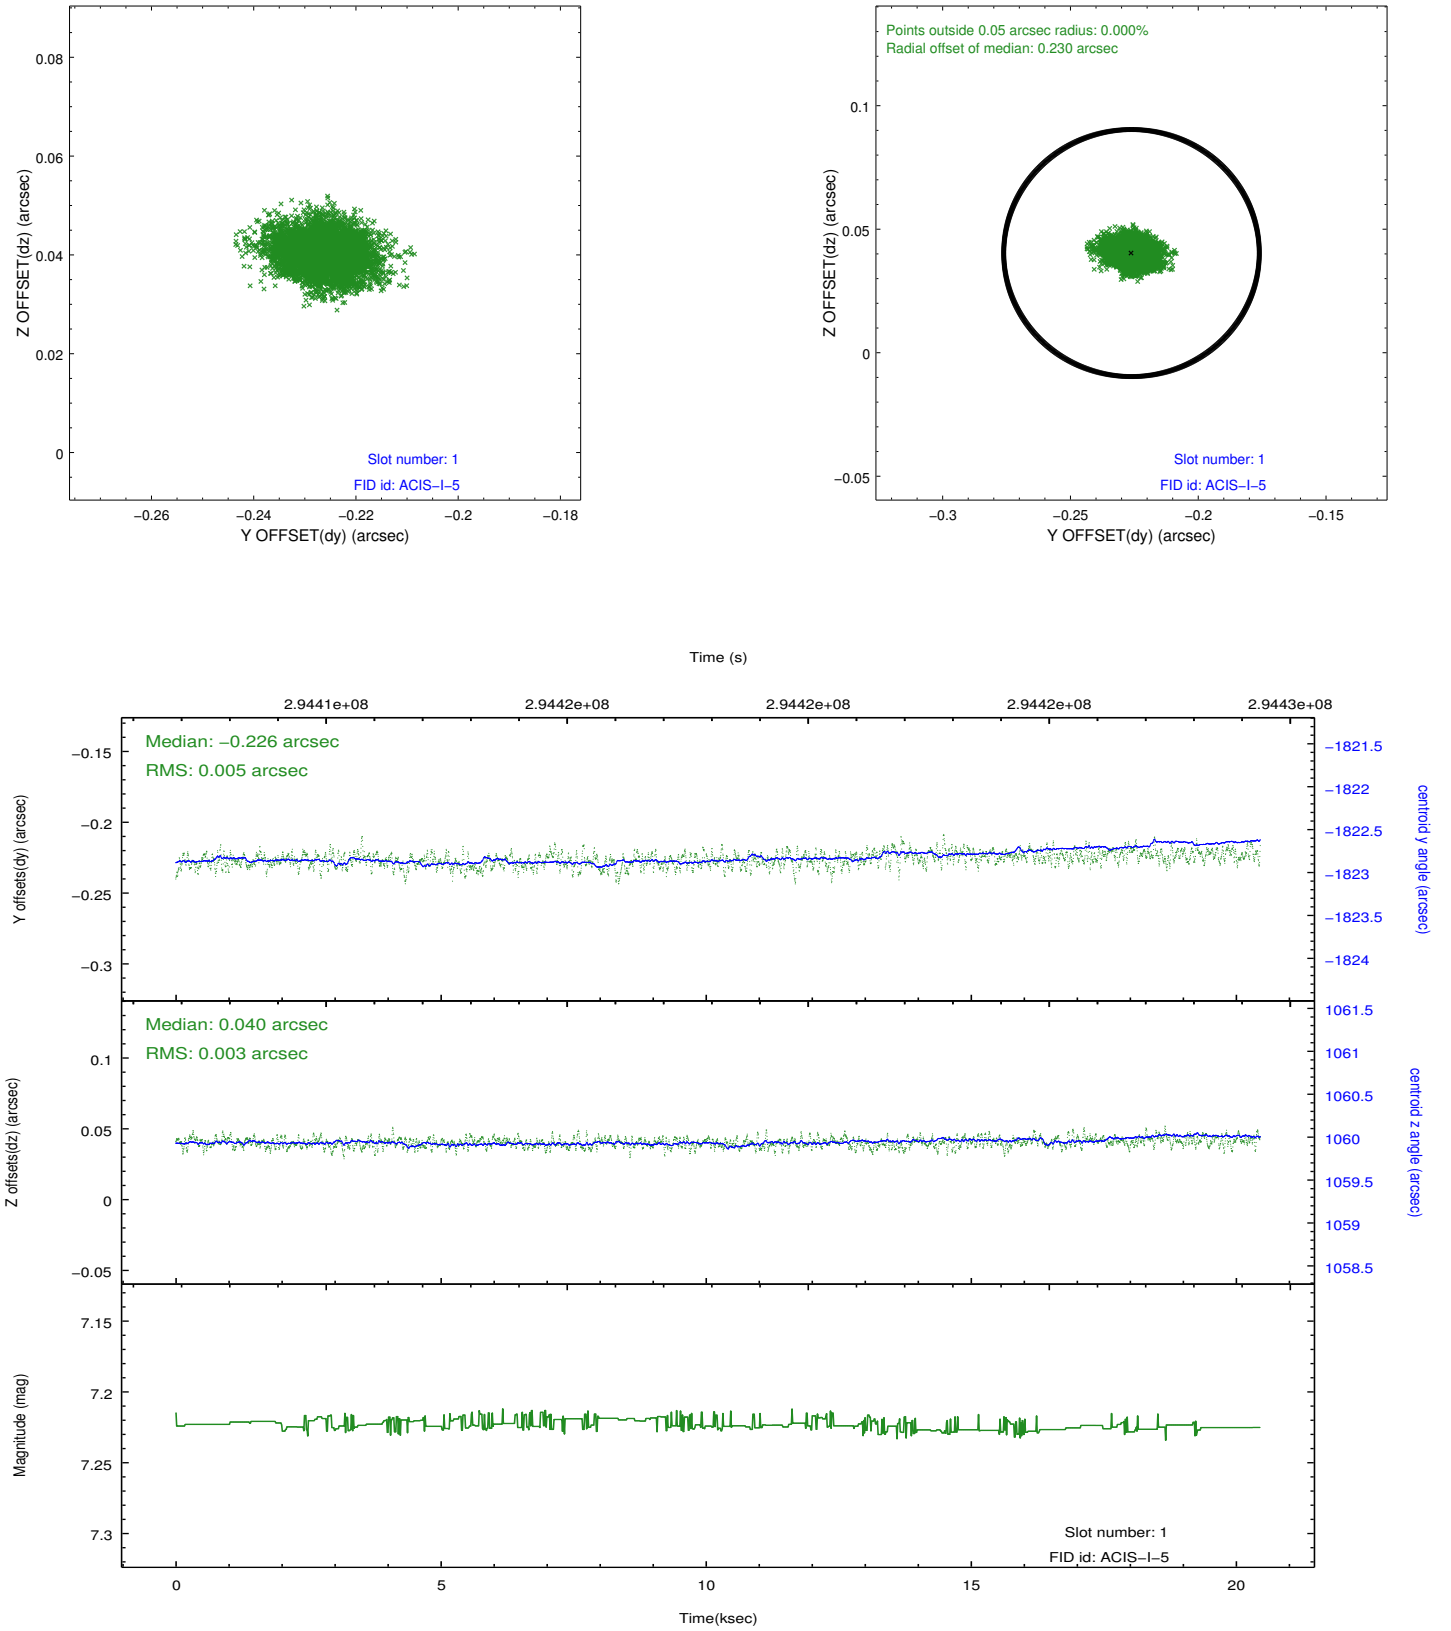 0.08
0.06
0.04
0.02
0
Z OFFSET(dz) (arcsec)
Slot number: 1
FID id: ACIS−I−5
−0.26
−0.24
−0.22
−0.2
−0.18
Y OFFSET(dy) (arcsec)
Points outside 0.05 arcsec radius: 0.000%
Radial offset of median: 0.230 arcsec
0.1
0.05
0
−0.05
Z OFFSET(dz) (arcsec)
Slot number: 1
FID id: ACIS−I−5
−0.3
−0.25
−0.2
−0.15
Y OFFSET(dy) (arcsec)
Time (s)
2.9441e+08
2.9442e+08
2.9442e+08
2.9442e+08
2.9443e+08
Median: −0.226 arcsec
RMS: 0.005 arcsec
−0.15
−0.2
−0.25
−0.3
Y offsets(dy) (arcsec)
−1821.5
−1822
−1822.5
−1823
−1823.5
−1824
centroid y angle (arcsec)
Median: 0.040 arcsec
RMS: 0.003 arcsec
0.1
0.05
0
−0.05
Z offsets(dz) (arcsec)
1061.5
1061
1060.5
1060
1059.5
1059
1058.5
centroid z angle (arcsec)
7.15
7.2
7.25
7.3
Magnitude (mag)
Slot number: 1
FID id: ACIS−I−5
0
5
10
15
20
Time(ksec)